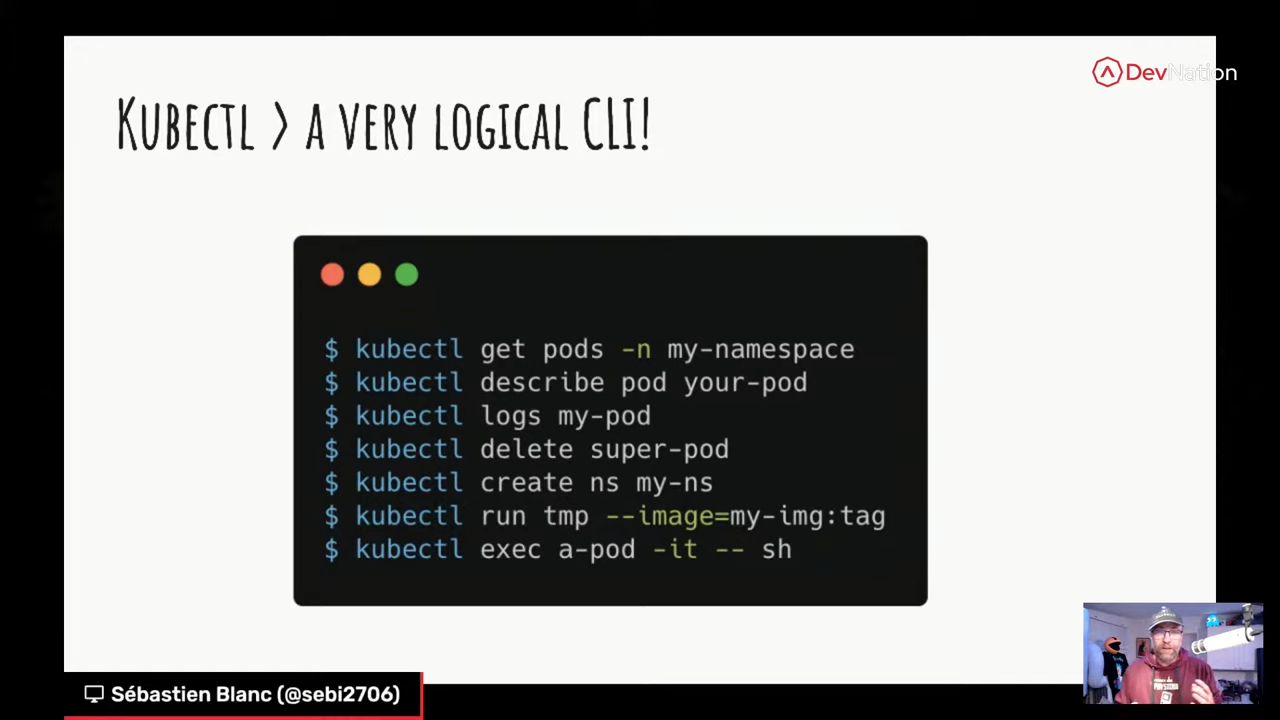 DevNation
KUBECTL > A VERY LOGICAL CLI!
$ kubectl get pods -n my-namespace
$ kubectl describe pod your-pod
$ kubectl logs my-pod
$ kubectl delete super-pod
$ kubectl create ns my-ns
$ kubectl run tmp --image=my-img:tag
$ kubectl exec a-pod -it -- sh
Sébastien Blanc (@sebi2706)